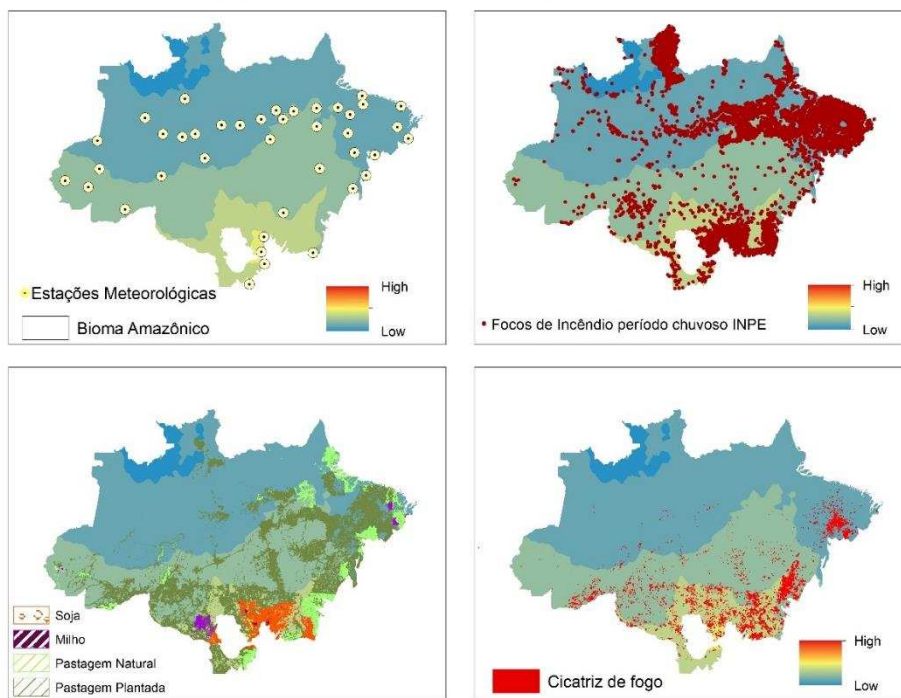 Estações Meteorológicas
Bioma Amazônico
High
Low
Focos de Incêndio período chuvoso INPE
High
Low
Soja
Milho
Pastagem Natural
Pastagem Plantada
Cicatriz de fogo
High
Low